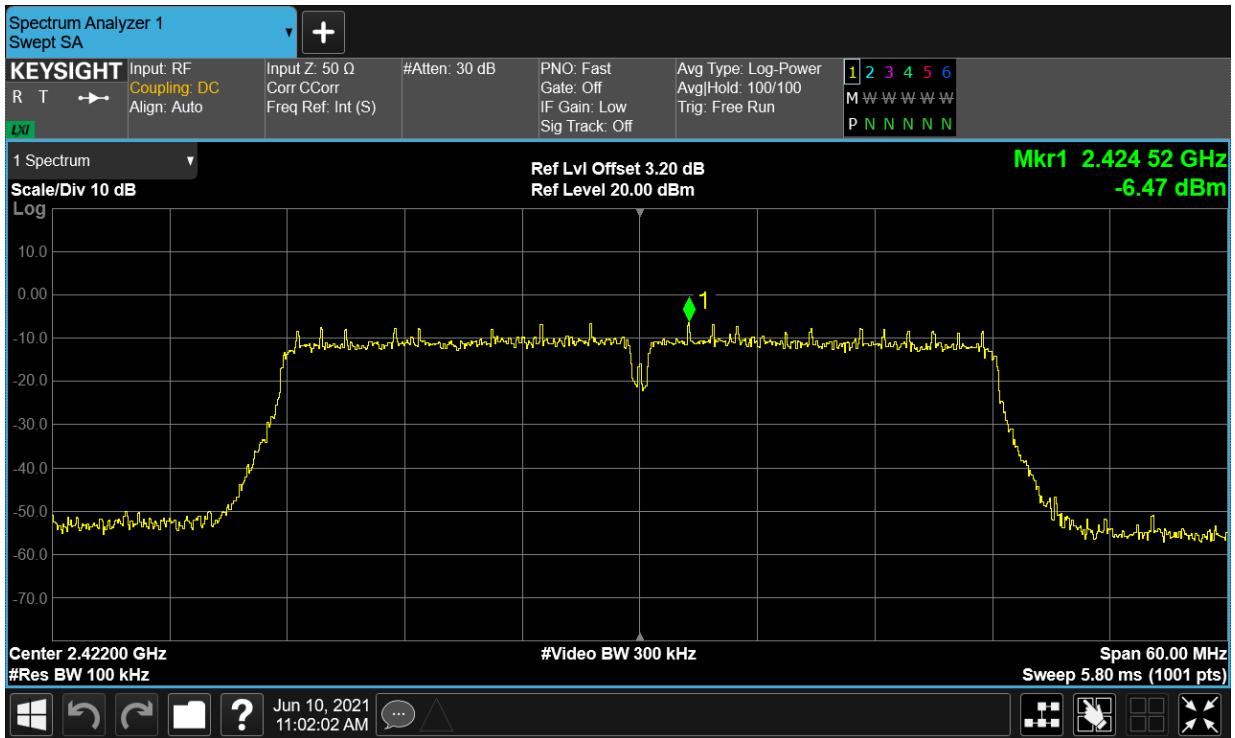 Spectrum Analyzer 1
Swept SA
KEYSIGHT Input: RF Input Z: 50 Ω #Atten: 30 dB PNO: Fast Avg Type: Log-Power 1 2 3 4 5 6
R T Coupling: DC Corr CCorr Gate: Off Avg|Hold: 100/100 M W W W W W
Align: Auto Freq Ref: Int (S) IF Gain: Low Trig: Free Run
LXI Sig Track: Off P N N N N N N
1 Spectrum Ref Lvl Offset 3.20 dB Mkr1 2.424 52 GHz
Scale/Div 10 dB Ref Level 20.00 dBm -6.47 dBm
Log
10.0
0.00 1
-10.0
-20.0
-30.0
-40.0
-50.0
-60.0
-70.0
Center 2.42200 GHz #Video BW 300 kHz Span 60.00 MHz
#Res BW 100 kHz Sweep 5.80 ms (1001 pts)
? Jun 10, 2021
11:02:02 AM